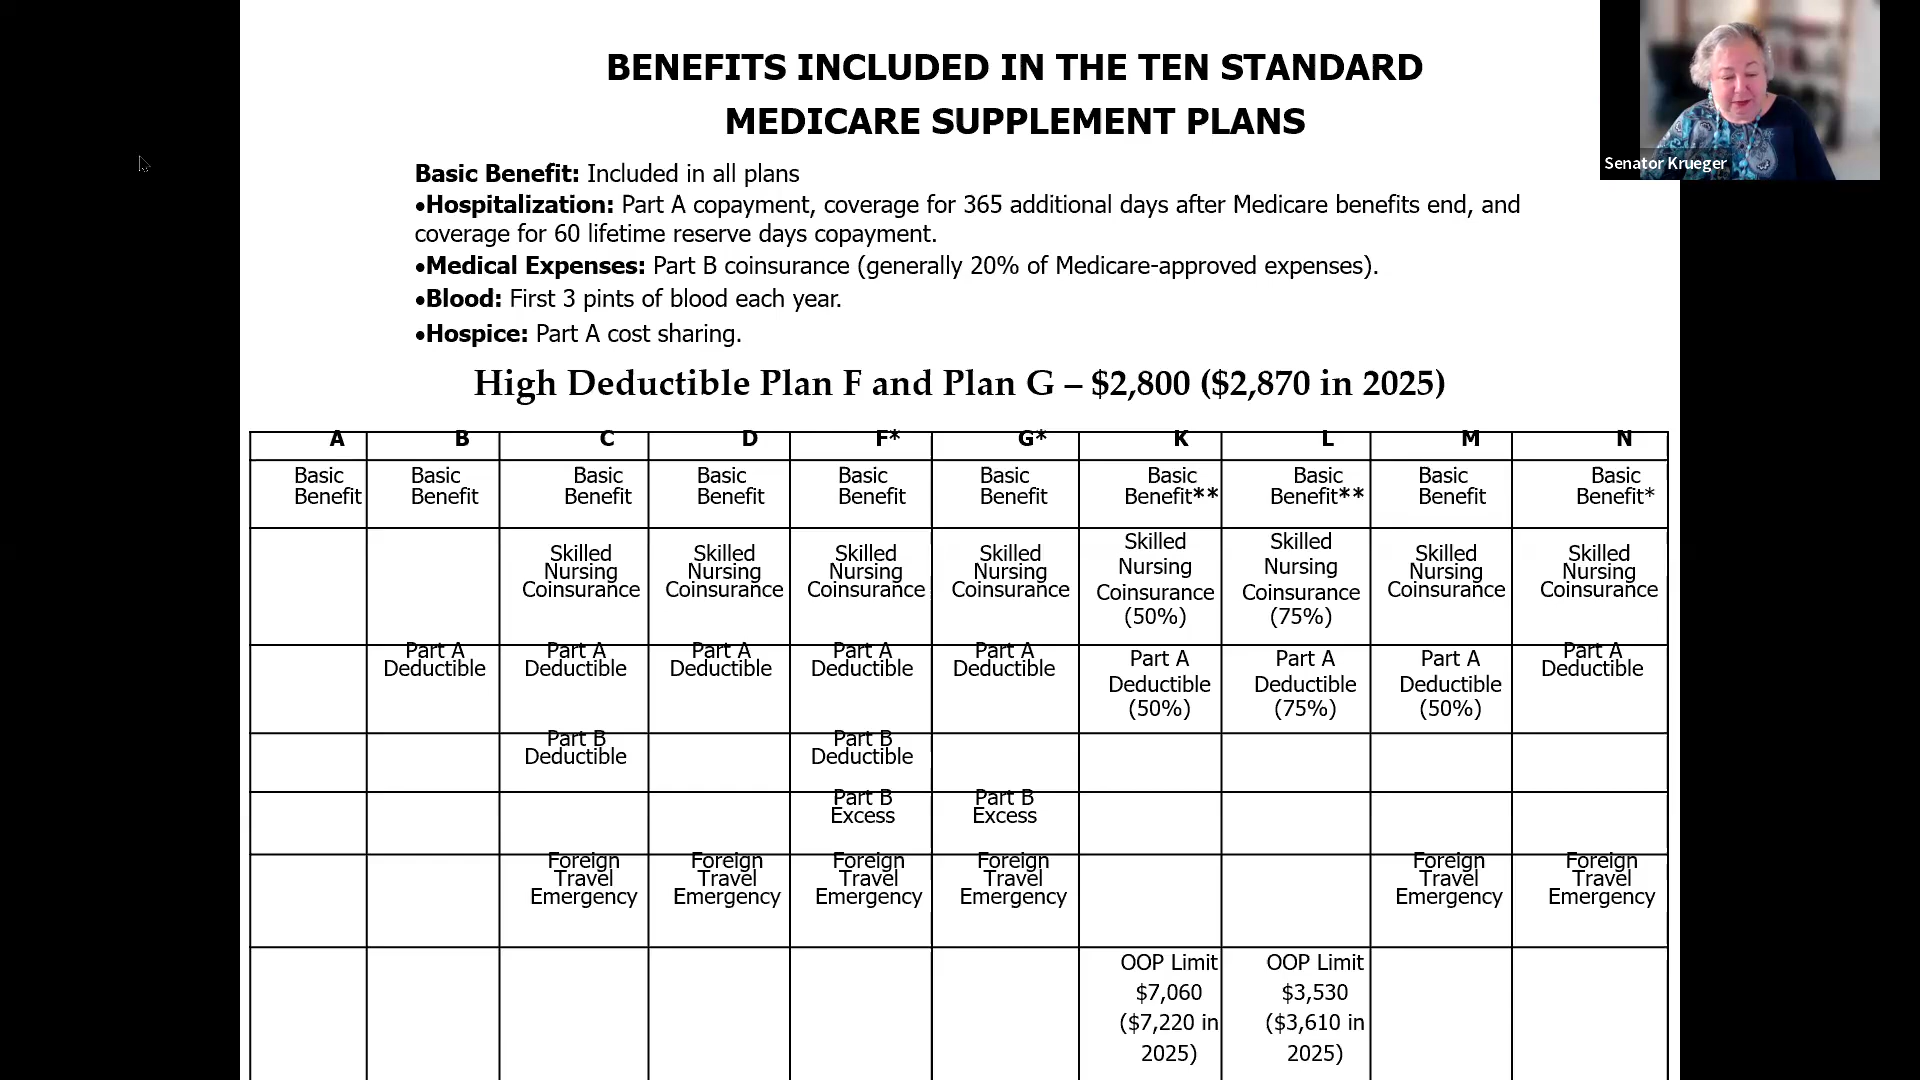 BENEFITS INCLUDED IN THE TEN STANDARD
MEDICARE SUPPLEMENT PLANS
Senator Krueger
Basic Benefit: Included in all plans
•Hospitalization: Part A copayment, coverage for 365 additional days after Medicare benefits end, and
coverage for 60 lifetime reserve days copayment.
•Medical Expenses: Part B coinsurance (generally 20% of Medicare-approved expenses).
•Blood: First 3 pints of blood each year.
•Hospice: Part A cost sharing.
High Deductible Plan F and Plan G – $2,800 ($2,870 in 2025)
A B C D F* G* K L M N
Basic Basic Basic Basic Basic Basic Basic Basic Basic Basic
Benefit Benefit Benefit Benefit Benefit Benefit Benefit** Benefit** Benefit Benefit*
Skilled Skilled Skilled Skilled Skilled Skilled Skilled Skilled
Nursing Nursing Nursing Nursing Nursing Nursing Nursing Nursing
Coinsurance Coinsurance Coinsurance Coinsurance Coinsurance Coinsurance Coinsurance Coinsurance
(50%) (75%)
Part A Part A Part A Part A Part A Part A Part A Part A Part A
Deductible Deductible Deductible Deductible Deductible Deductible Deductible Deductible Deductible
(50%) (75%) (50%)
Part B Part B
Deductible Deductible
Part B Part B
Excess Excess
Foreign Foreign Foreign Foreign Foreign Foreign
Travel Travel Travel Travel Travel Travel
Emergency Emergency Emergency Emergency Emergency Emergency
OOP Limit OOP Limit
$7,060 $3,530
($7,220 in ($3,610 in
2025) 2025)